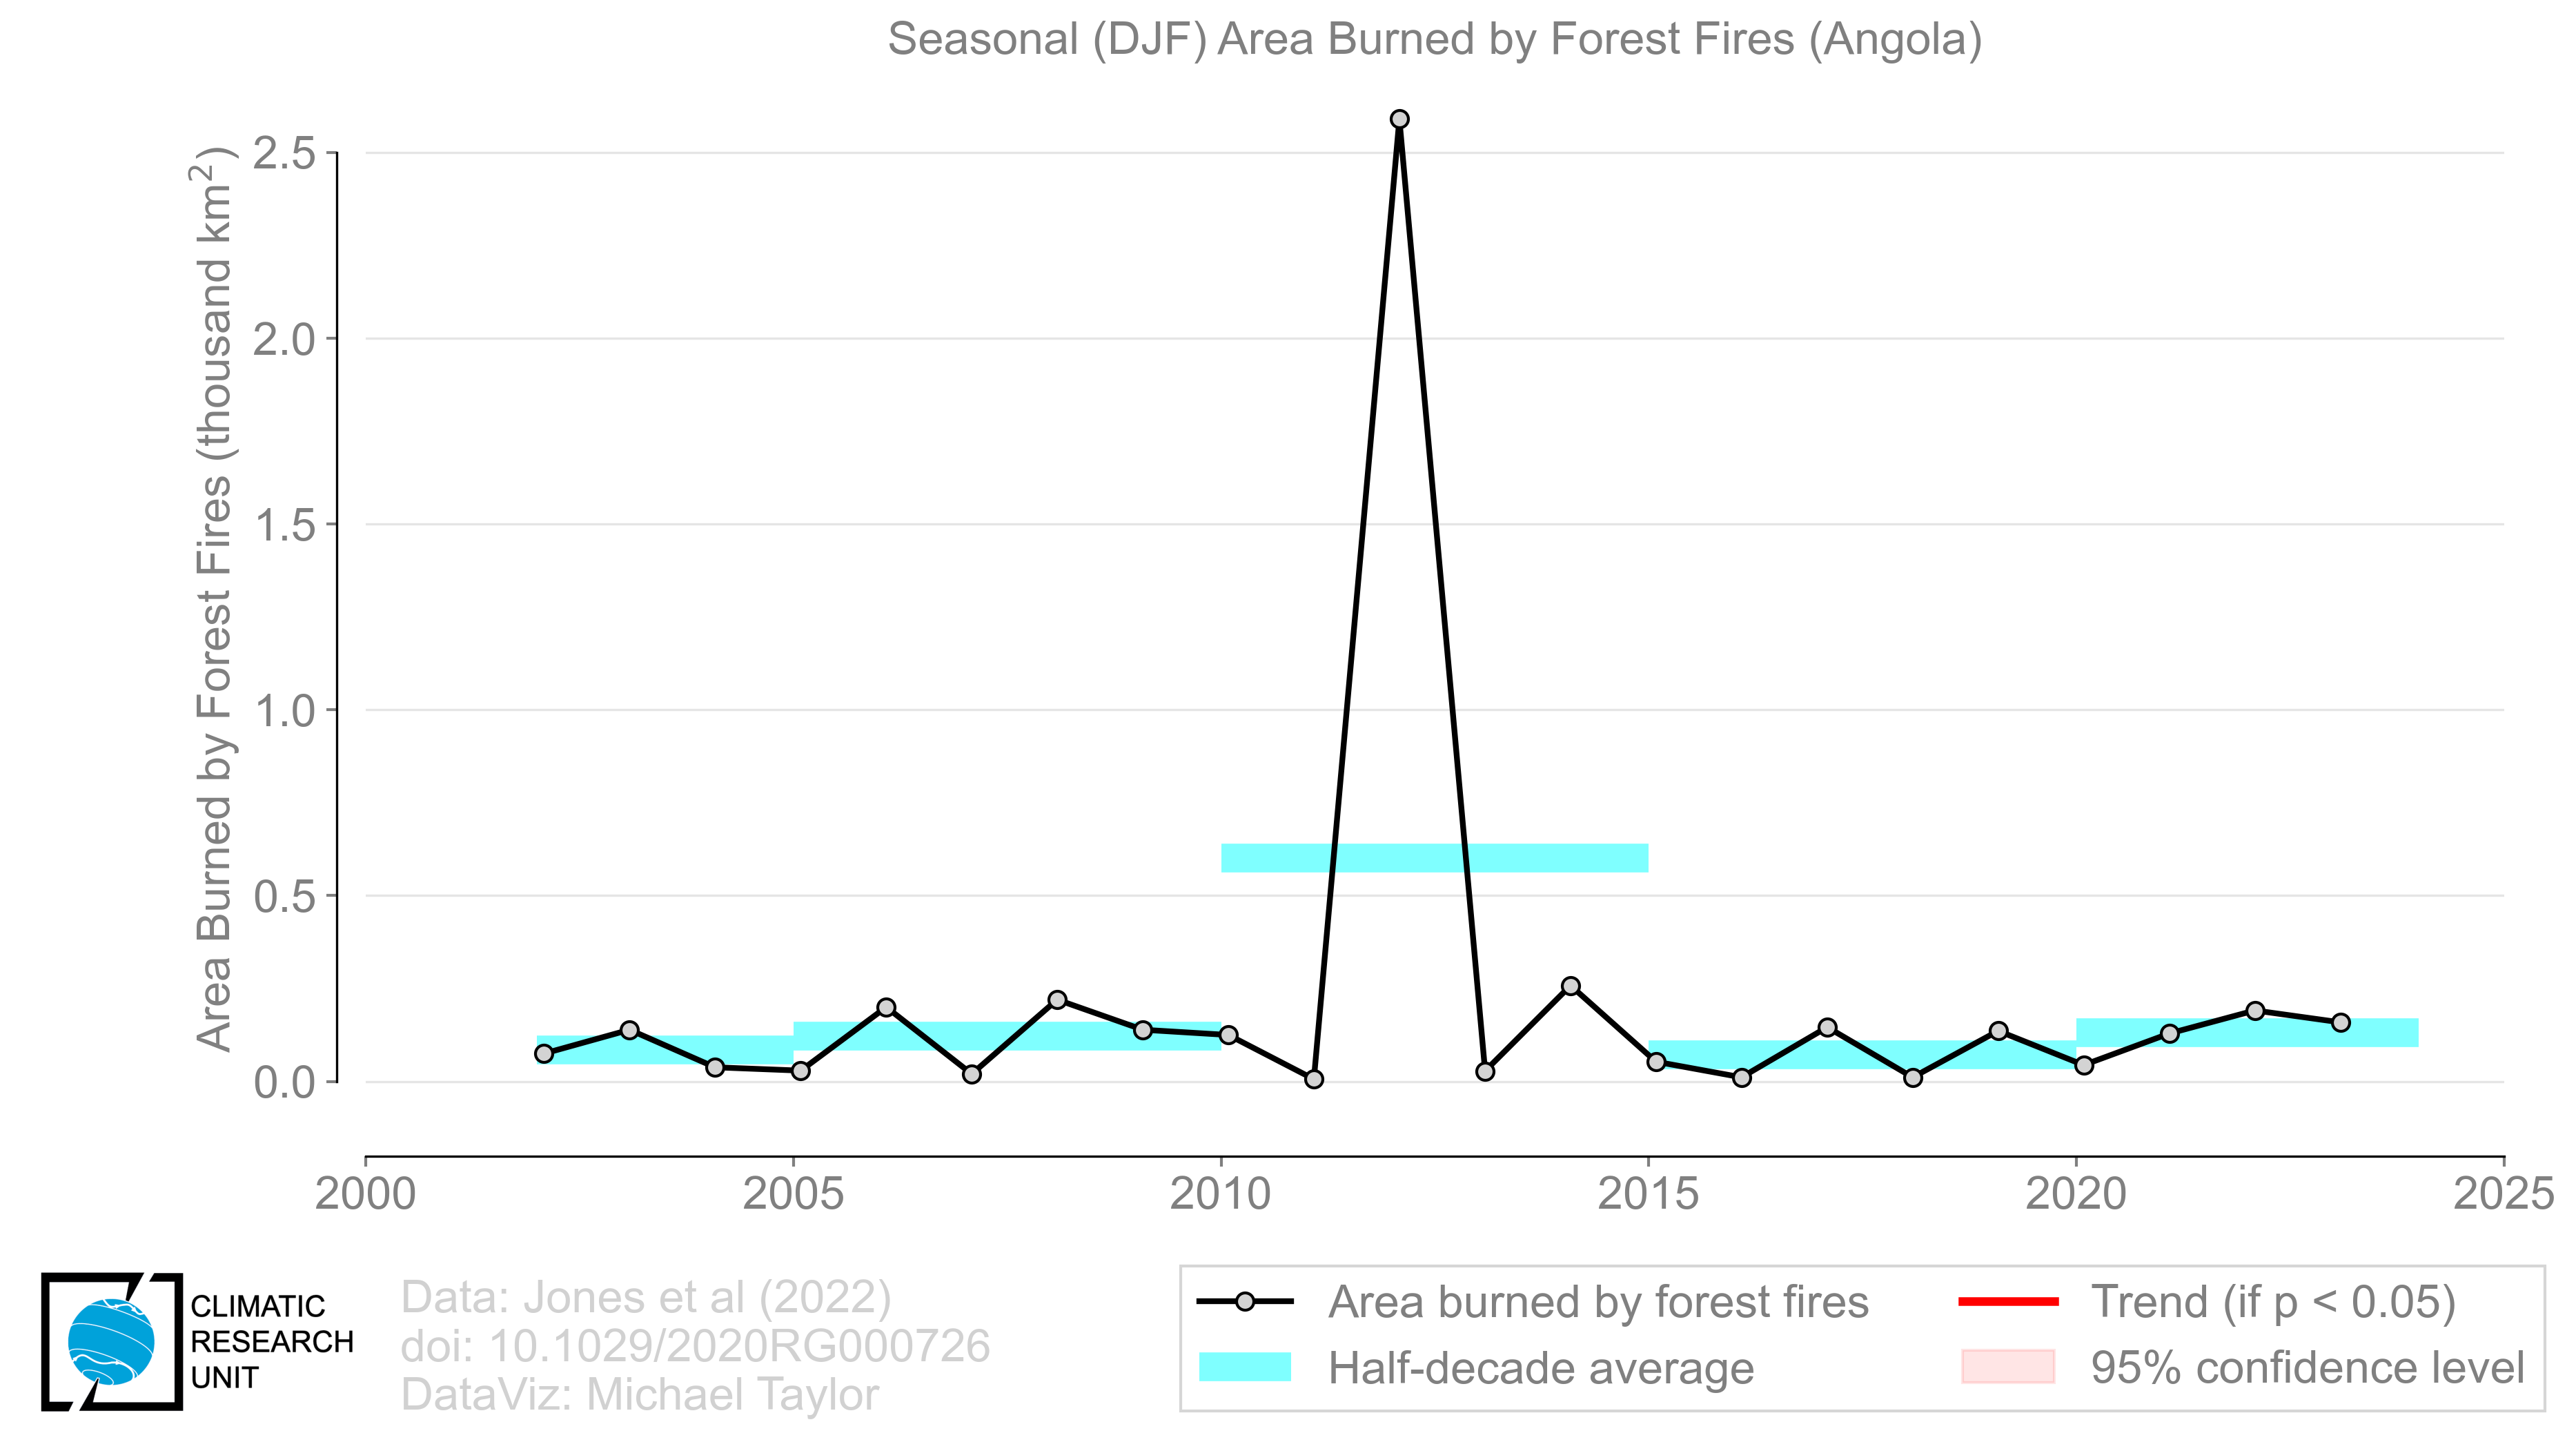 Seasonal (DJF) Area Burned by Forest Fires (Angola)
Area Burned by Forest Fires (thousand km²)
2.5
2.0
1.5
1.0
0.5
0.0
2000
2005
2010
2015
2020
2025
CLIMATIC
RESEARCH
UNIT
Data: Jones et al (2022)
doi: 10.1029/2020RG000726
DataViz: Michael Taylor
Area burned by forest fires
Half-decade average
Trend (if p < 0.05)
95% confidence level